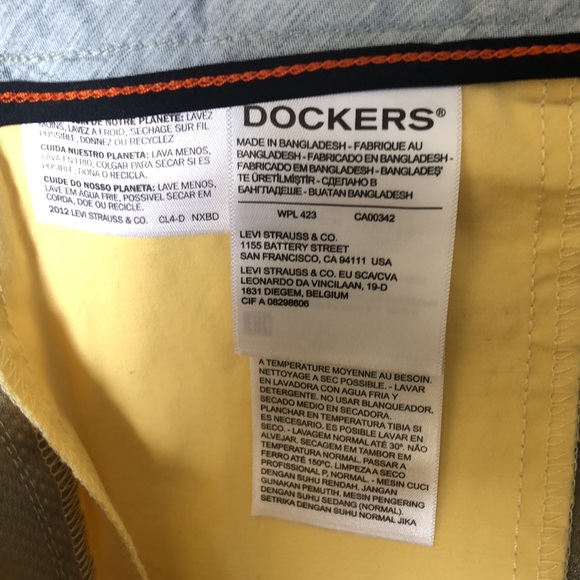 DE NOTRE PLANETE: LAVEZ
MOINS, LAVEZ A FROID, SECHAGE SUR FIL
DONNEZ OU RECYCLEZ
CUIDA NUESTRO PLANETA: LAVA MENOS,
LAVA EN FRIO, COLGAR PARA SECAR SI ES
DONA O RECICLA.
CUIDE DO NOSSO PLANETA: LAVE MENOS,
LAVE EM AGUA FRIE, POSSIVEL SECAR EM
CORDA, DOE OU RECICLE.
2012 LEVI STRAUSS & CO. CL4-D NXBD
DOCKERS®
MADE IN BANGLADESH - FABRIQUE AU
BANGLADESH - FABRICADO EN BANGLADESH -
FABRICADO EM BANGLADESH - BANGLADEŞ'
TE ÜRETİLMİŞTİR - СДЕЛАНО В
БАНГЛАДЕШЕ - BUATAN BANGLADESH
WPL 423 CA00342
LEVI STRAUSS & CO.
1155 BATTERY STREET
SAN FRANCISCO, CA 94111 USA
LEVI STRAUSS & CO. EU SCA/CVA
LEONARDO DA VINCILAAN, 19-D
1831 DIEGEM, BELGIUM
CIF A 08298606
A TEMPERATURE MOYENNE AU BESOIN.
NETTOYAGE A SEC POSSIBLE. - LAVAR
EN LAVADORA CON AGUA FRIA Y
DETERGENTE. NO USAR BLANQUEADOR.
SECADO MEDIO EN SECADORA.
PLANCHAR EN TEMPERATURA TIBIA SI
ES NECESARIO. ES POSIBLE LAVAR EN
SECO. - LAVAGEM NORMAL ATÉ 30º. NÃO
ALVEJAR. SECAGEM EM TAMBOR EM
TEMPERATURA NORMAL. PASSAR A
FERRO ATÉ 150ºC. LIMPEZA A SECO
PROFISSIONAL P, NORMAL. - MESIN CUCI
DENGAN SUHU RENDAH. JANGAN
GUNAKAN PEMUTIH. MESIN PENGERING
DENGAN SUHU SEDANG (NORMAL).
SETRIKA DENGAN SUHU NORMAL JIKA